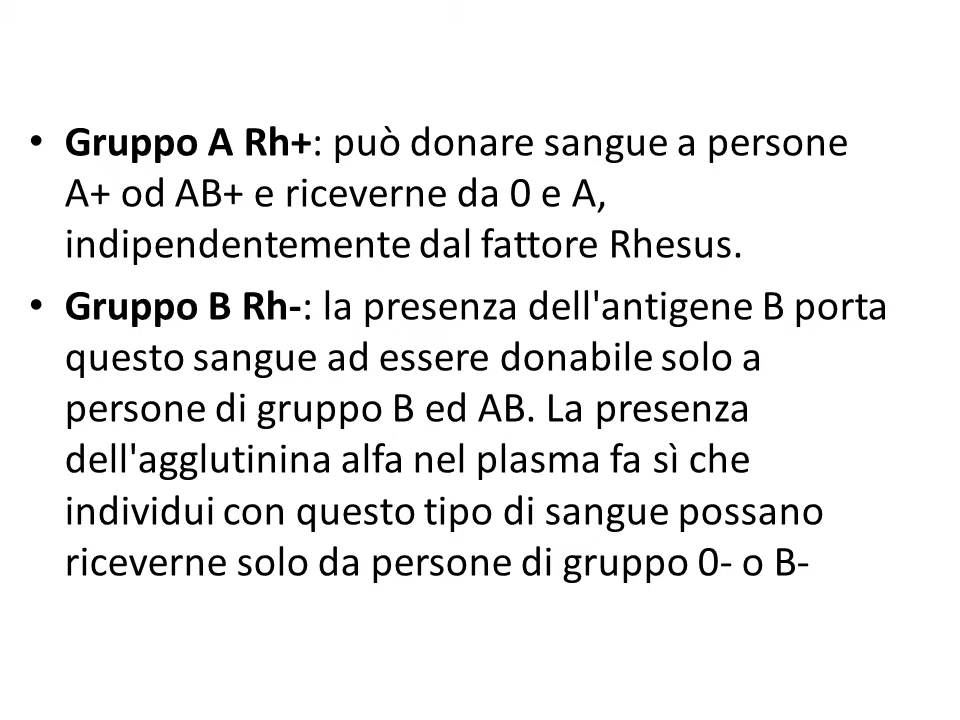 • Gruppo A Rh+: può donare sangue a persone
A+ od AB+ e riceverne da 0 e A,
indipendentemente dal fattore Rhesus.
• Gruppo B Rh-: la presenza dell'antigene B porta
questo sangue ad essere donabile solo a
persone di gruppo B ed AB. La presenza
dell'agglutinina alfa nel plasma fa sì che
individui con questo tipo di sangue possano
riceverne solo da persone di gruppo 0- o B-